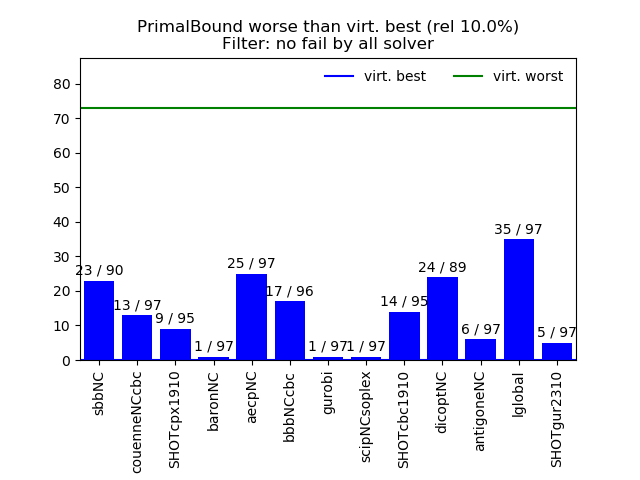 PrimalBound worse than virt. best (rel 10.0%)
Filter: no fail by all solver
virt. best
virt. worst
80
70
60
50
40
30
20
10
0
23 / 90
13 / 97
9 / 95
1 / 97
25 / 97
17 / 96
1 / 97
1 / 97
14 / 95
24 / 89
6 / 97
35 / 97
5 / 97
sbbNC
couenneNCcbc
SHOTcpx1910
baronNC
aecpNC
bbbNCcbc
gurobi
scipNCsoplex
SHOTcbc1910
dicoptNC
antigoneNC
lglobal
SHOTgur2310